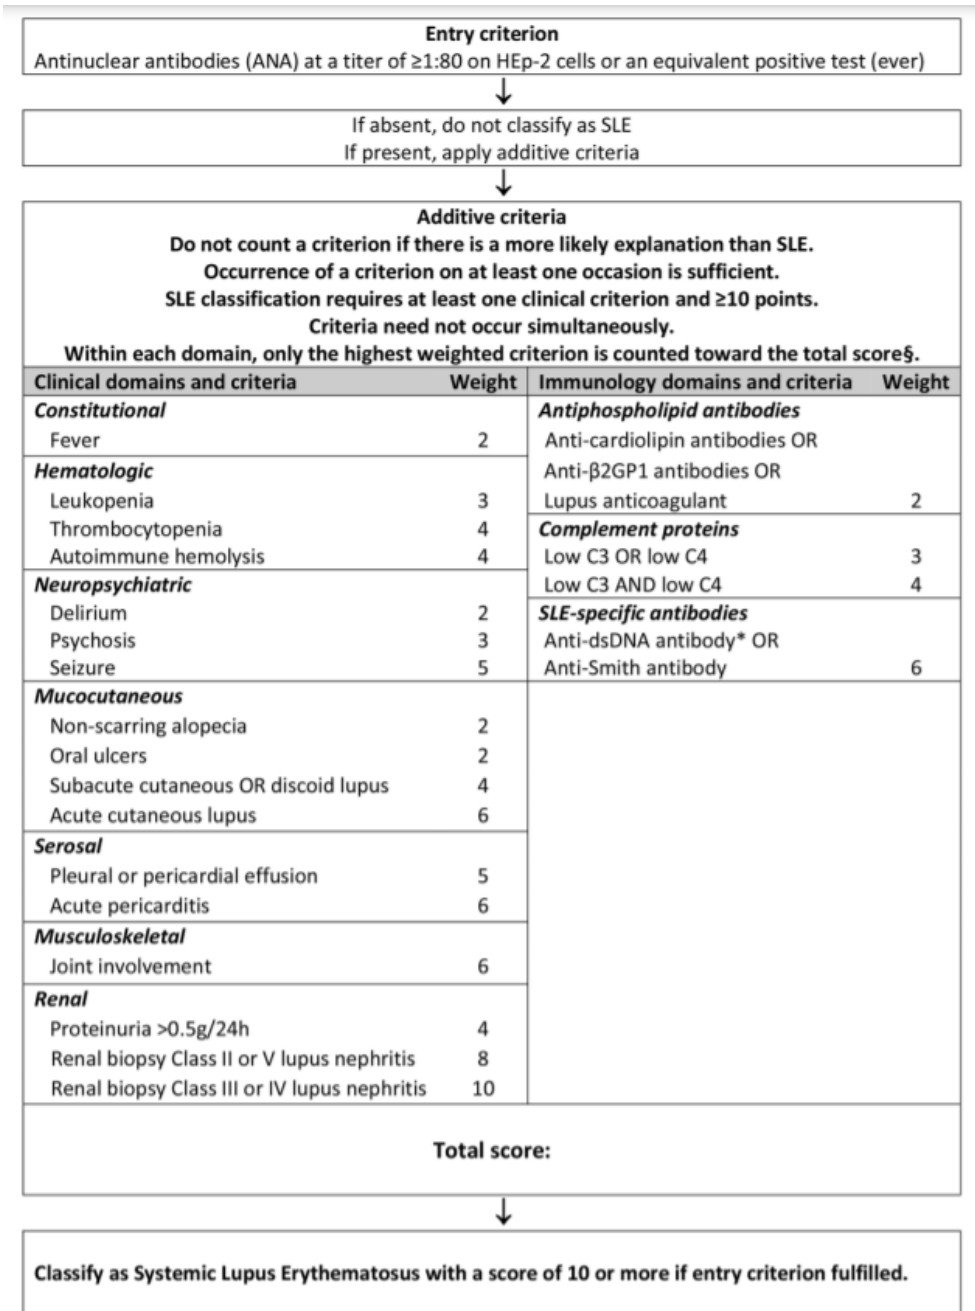 Entry criterion
Antinuclear antibodies (ANA) at a titer of ≥1:80 on HEp-2 cells or an equivalent positive test (ever)
↓
If absent, do not classify as SLE
If present, apply additive criteria
↓
Additive criteria
Do not count a criterion if there is a more likely explanation than SLE.
Occurrence of a criterion on at least one occasion is sufficient.
SLE classification requires at least one clinical criterion and ≥10 points.
Criteria need not occur simultaneously.
Within each domain, only the highest weighted criterion is counted toward the total score§.
Clinical domains and criteria Weight
Constitutional
Fever 2
Hematologic
Leukopenia 3
Thrombocytopenia 4
Autoimmune hemolysis 4
Neuropsychiatric
Delirium 2
Psychosis 3
Seizure 5
Mucocutaneous
Non-scarring alopecia 2
Oral ulcers 2
Subacute cutaneous OR discoid lupus 4
Acute cutaneous lupus 6
Serosal
Pleural or pericardial effusion 5
Acute pericarditis 6
Musculoskeletal
Joint involvement 6
Renal
Proteinuria >0.5g/24h 4
Renal biopsy Class II or V lupus nephritis 8
Renal biopsy Class III or IV lupus nephritis 10
Immunology domains and criteria Weight
Antiphospholipid antibodies
Anti-cardiolipin antibodies OR
Anti-β2GP1 antibodies OR
Lupus anticoagulant 2
Complement proteins
Low C3 OR low C4 3
Low C3 AND low C4 4
SLE-specific antibodies
Anti-dsDNA antibody* OR
Anti-Smith antibody 6
Total score:
↓
Classify as Systemic Lupus Erythematosus with a score of 10 or more if entry criterion fulfilled.